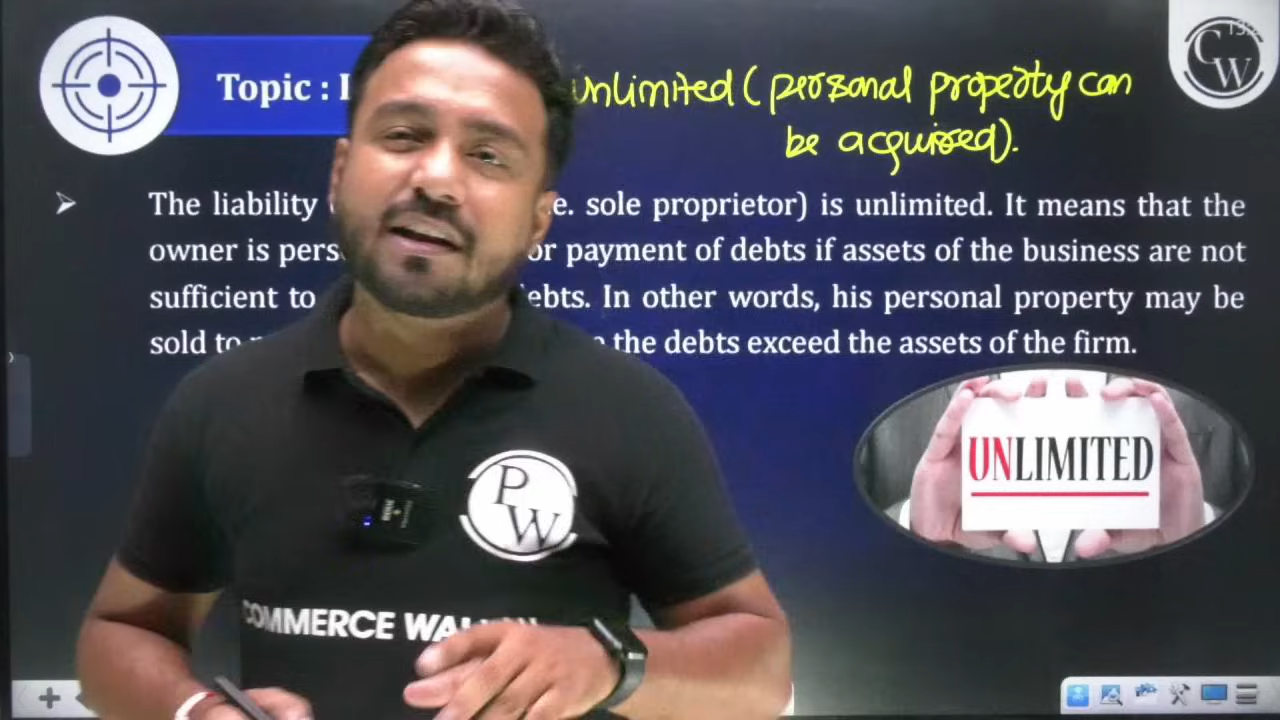 Topic :
Unlimited (personal property can
be acquired).
The liability e. sole proprietor) is unlimited. It means that the
owner is pers or payment of debts if assets of the business are not
sufficient to ebts. In other words, his personal property may be
sold to the debts exceed the assets of the firm.
UNLIMITED
CW
PW
COMMERCE WAL